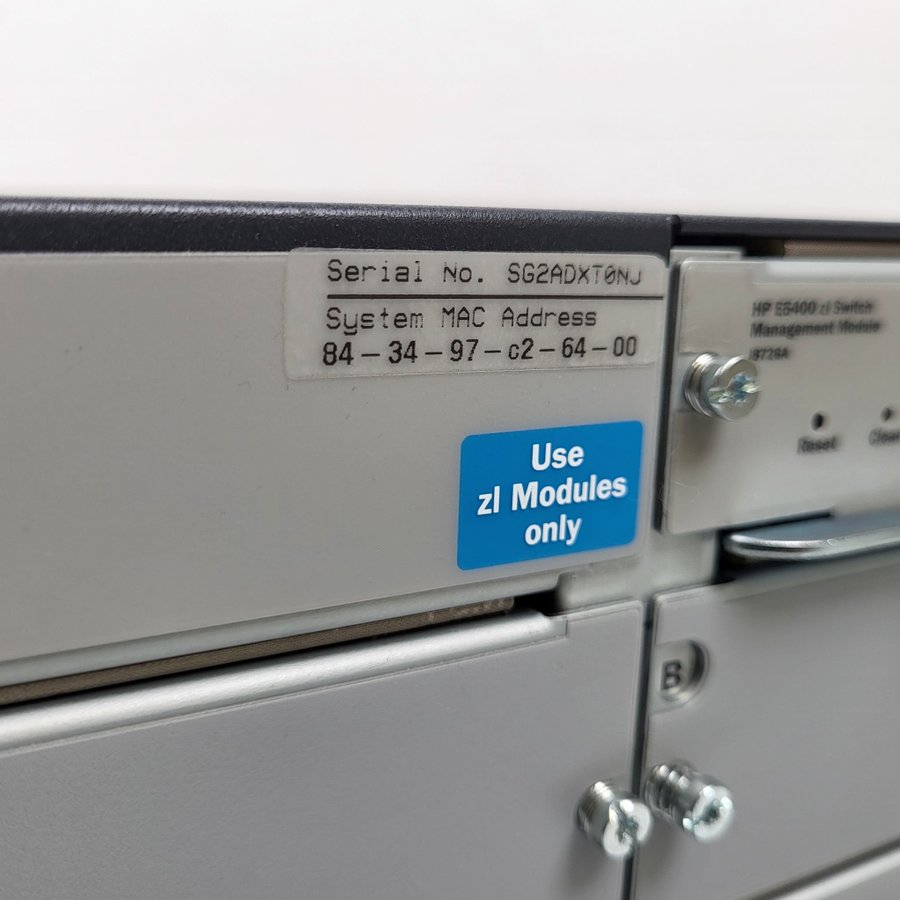 Serial No. SG2ADXT0NJ
System MAC Address
84-34-97-c2-64-00
Use
zl Modules
only
HP E5400 zl Switch
Management Module
J8726A
Reset
Clear
B